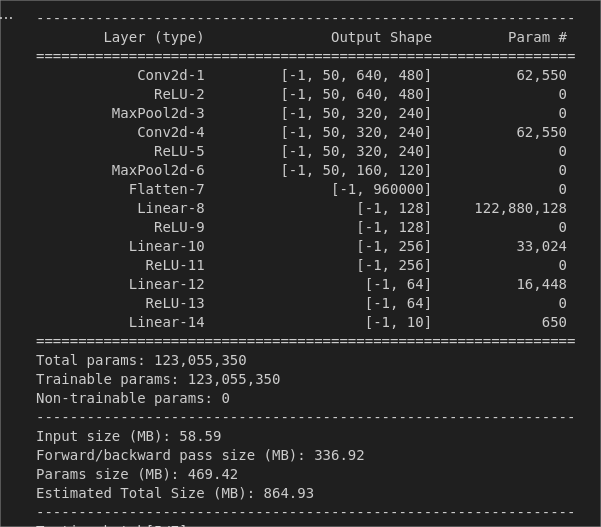 ...
----------------------------------------------------------------
Layer (type) Output Shape Param #
================================================================
Conv2d-1 [-1, 50, 640, 480] 62,550
ReLU-2 [-1, 50, 640, 480] 0
MaxPool2d-3 [-1, 50, 320, 240] 0
Conv2d-4 [-1, 50, 320, 240] 62,550
ReLU-5 [-1, 50, 320, 240] 0
MaxPool2d-6 [-1, 50, 160, 120] 0
Flatten-7 [-1, 960000] 0
Linear-8 [-1, 128] 122,880,128
ReLU-9 [-1, 128] 0
Linear-10 [-1, 256] 33,024
ReLU-11 [-1, 256] 0
Linear-12 [-1, 64] 16,448
ReLU-13 [-1, 64] 0
Linear-14 [-1, 10] 650
================================================================
Total params: 123,055,350
Trainable params: 123,055,350
Non-trainable params: 0
----------------------------------------------------------------
Input size (MB): 58.59
Forward/backward pass size (MB): 336.92
Params size (MB): 469.42
Estimated Total Size (MB): 864.93
----------------------------------------------------------------